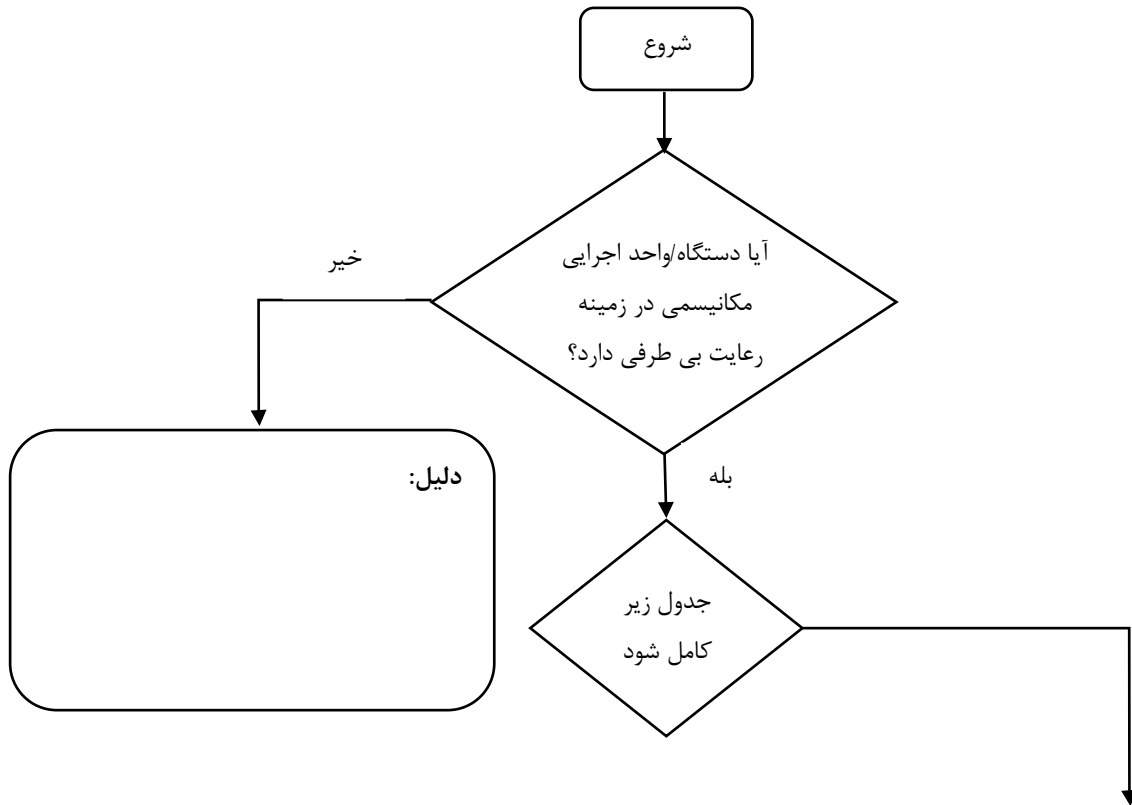 شروع
آیا دستگاه/واحد اجرایی
مکانیسمی در زمینه
رعایت بی طرفی دارد؟
خیر
بله
دلیل:
جدول زیر
کامل شود